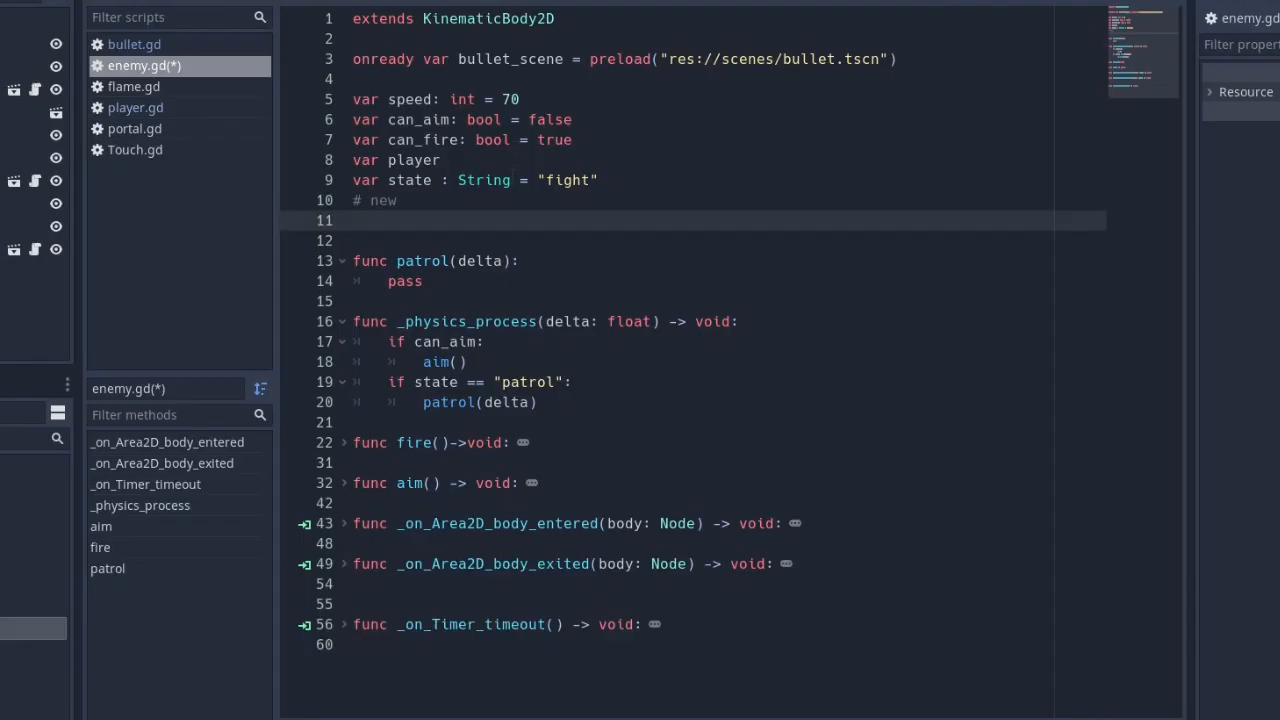 Filter scripts
bullet.gd
enemy.gd(*)
flame.gd
player.gd
portal.gd
Touch.gd
enemy.gd(*)
Filter methods
_on_Area2D_body_entered
_on_Area2D_body_exited
_on_Timer_timeout
_physics_process
aim
fire
patrol
1 extends KinematicBody2D
2
3 onready var bullet_scene = preload("res://scenes/bullet.tscn")
4
5 var speed: int = 70
6 var can_aim: bool = false
7 var can_fire: bool = true
8 var player
9 var state : String = "fight"
10 # new
11
12
13 func patrol(delta):
14 pass
15
16 func _physics_process(delta: float) -> void:
17 if can_aim:
18 aim()
19 if state == "patrol":
20 patrol(delta)
21
22 func fire()->void:
31
32 func aim() -> void:
42
43 func _on_Area2D_body_entered(body: Node) -> void:
48
49 func _on_Area2D_body_exited(body: Node) -> void:
54
55
56 func _on_Timer_timeout() -> void:
60
enemy.gd
Filter
Resource